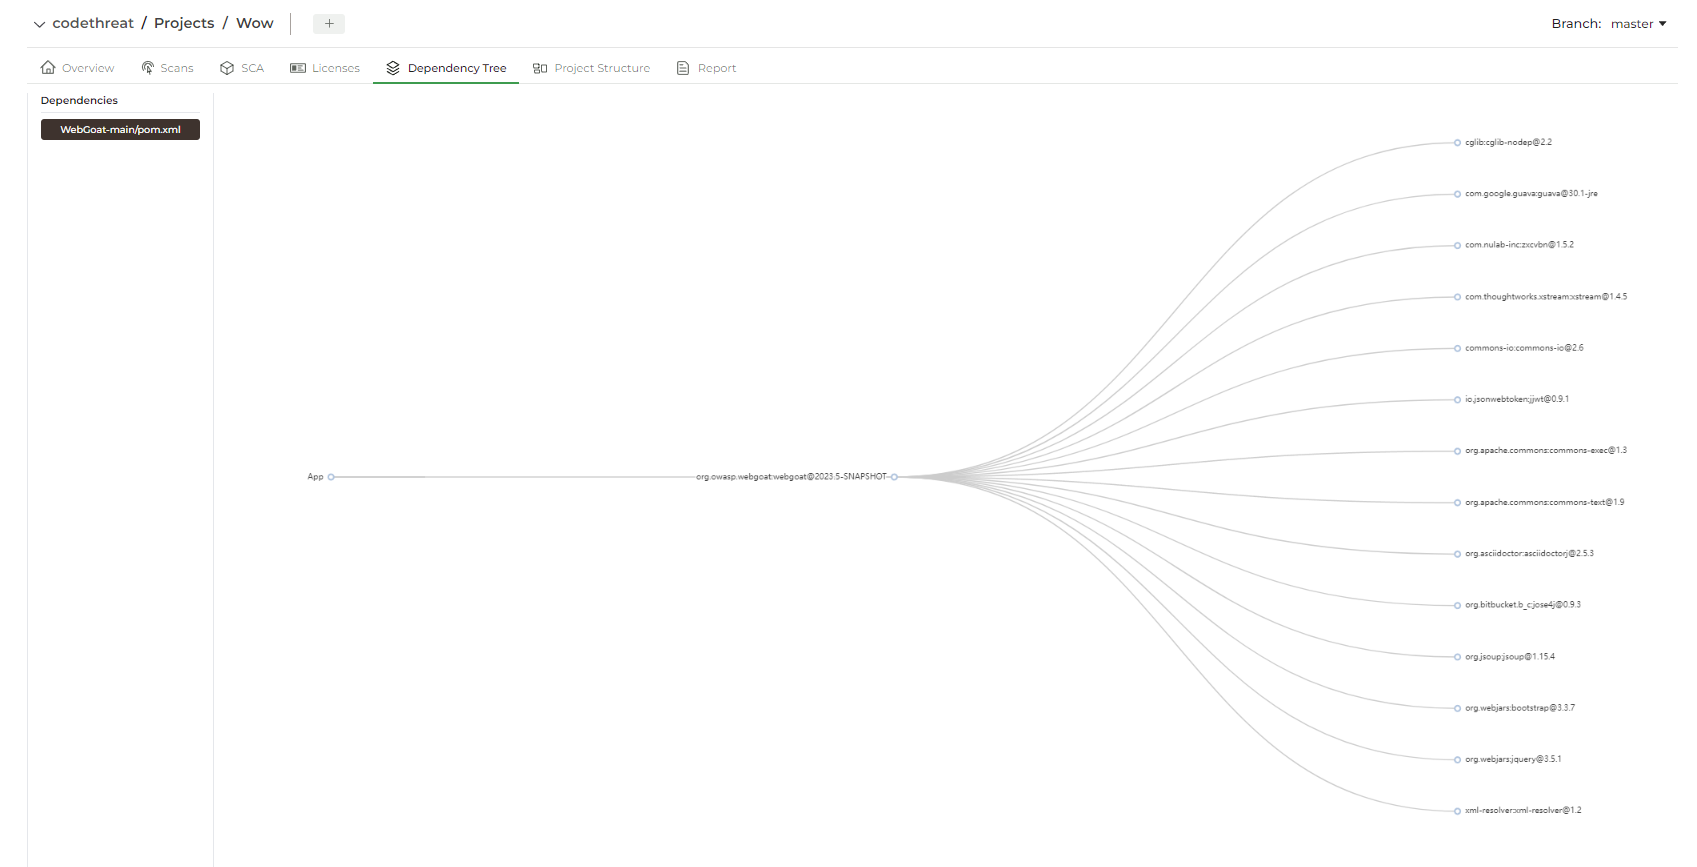 codethreat / Projects / Wow +
Branch: master
Overview Scans SCA Licenses Dependency Tree Project Structure Report
Dependencies
WebGoat-main/pom.xml
cglib:cglib-nodep@2.2
com.google.guava:guava@30.1-jre
com.nulab-inc:zxcvbn@1.5.2
com.thoughtworks.xstream:xstream@1.4.5
commons-io:commons-io@2.6
io.jsonwebtoken:jjwt@0.9.1
org.apache.commons:commons-exec@1.3
App
org.owasp.webgoat:webgoat@2023.5-SNAPSHOT
org.apache.commons:commons-text@1.9
org.asciidoctor:asciidoctorj@2.5.3
org.bitbucket.b_c:jose4j@0.9.3
org.jsoup:jsoup@1.15.4
org.webjars:bootstrap@3.3.7
org.webjars:jquery@3.5.1
xml-resolver:xml-resolver@1.2